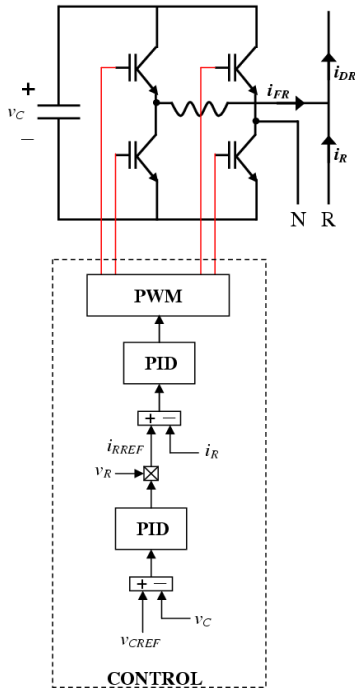 +
v_C
−
i_FR
i_DR
i_R
N R
PWM
PID
+ −
i_RREF
i_R
v_R
PID
+ −
v_C
v_CREF
CONTROL